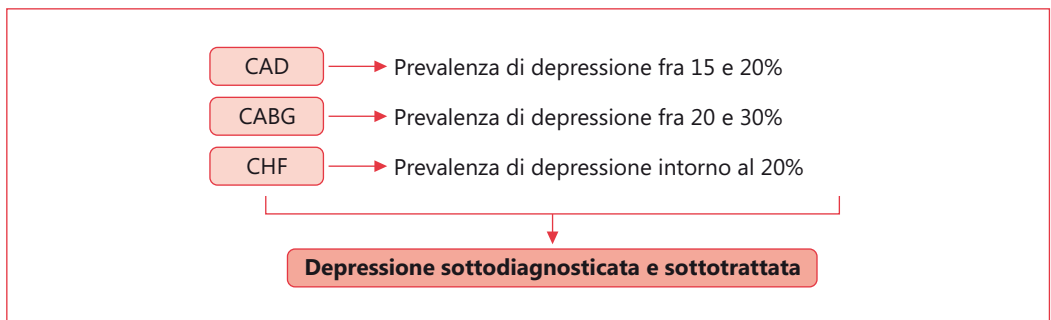 CAD Prevalenza di depressione fra 15 e 20%
CABG Prevalenza di depressione fra 20 e 30%
CHF Prevalenza di depressione intorno al 20%
Depressione sottodiagnosticata e sottotrattata